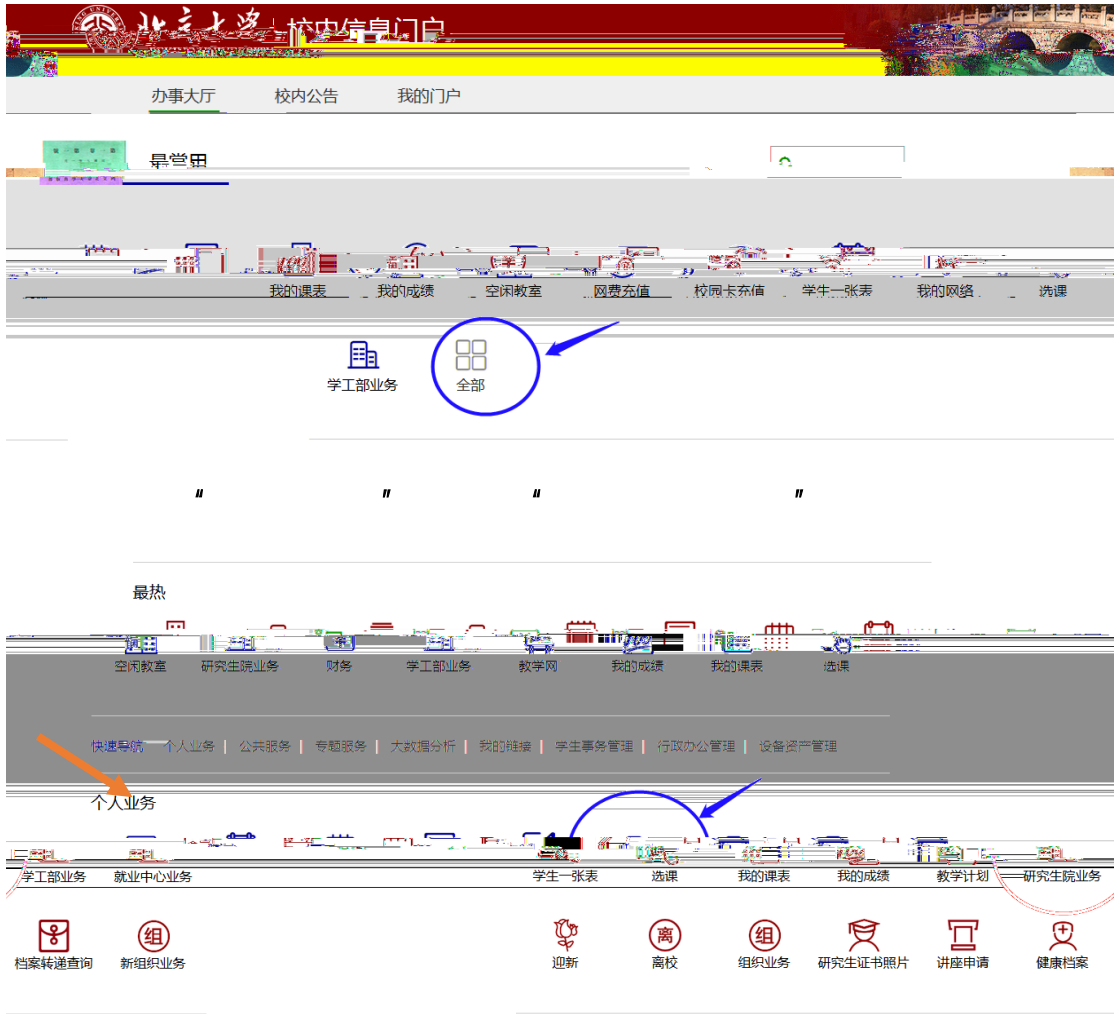 北京大学 校内信息门户
办事大厅 校内公告 我的门户
最常用
我的课表 我的成绩 空闲教室 网费充值 校园卡充值 学生一张表 我的网络 选课
学工部业务 全部
“ ” “ ”
最热
空闲教室 研究生院业务 财务 学工部业务 教学网 我的成绩 我的课表 选课
快速导航 个人业务 | 公共服务 | 专题服务 | 大数据分析 | 我的链接 | 学生事务管理 | 行政办公管理 | 设备资产管理
个人业务
学工部业务 就业中心业务 学生一张表 选课 我的课表 我的成绩 教学计划 研究生院业务
组 离 组
档案转递查询 新组织业务 迎新 离校 组织业务 研究生证书照片 讲座申请 健康档案